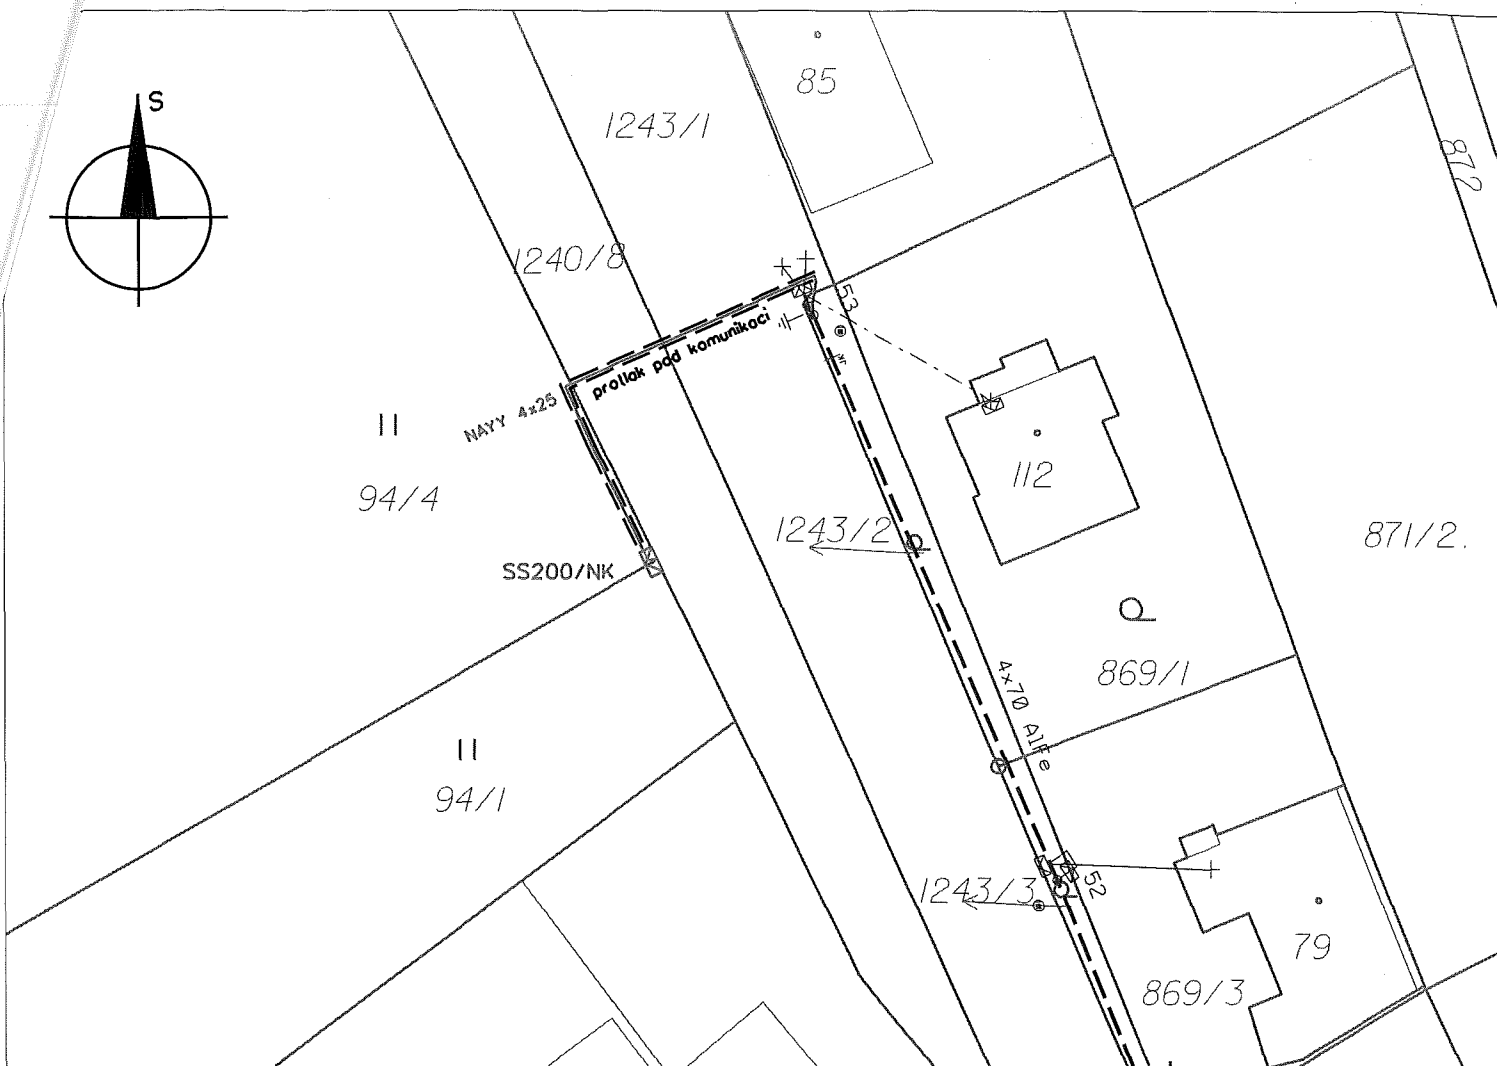 S
85
1243/1
872
1240/8
53
protlak pod komunikací
NAYY 4x25
II
94/4
112
1243/2
871/2.
SS200/NK
869/1
4x70 AlFe
II
94/1
52
1243/3
79
869/3